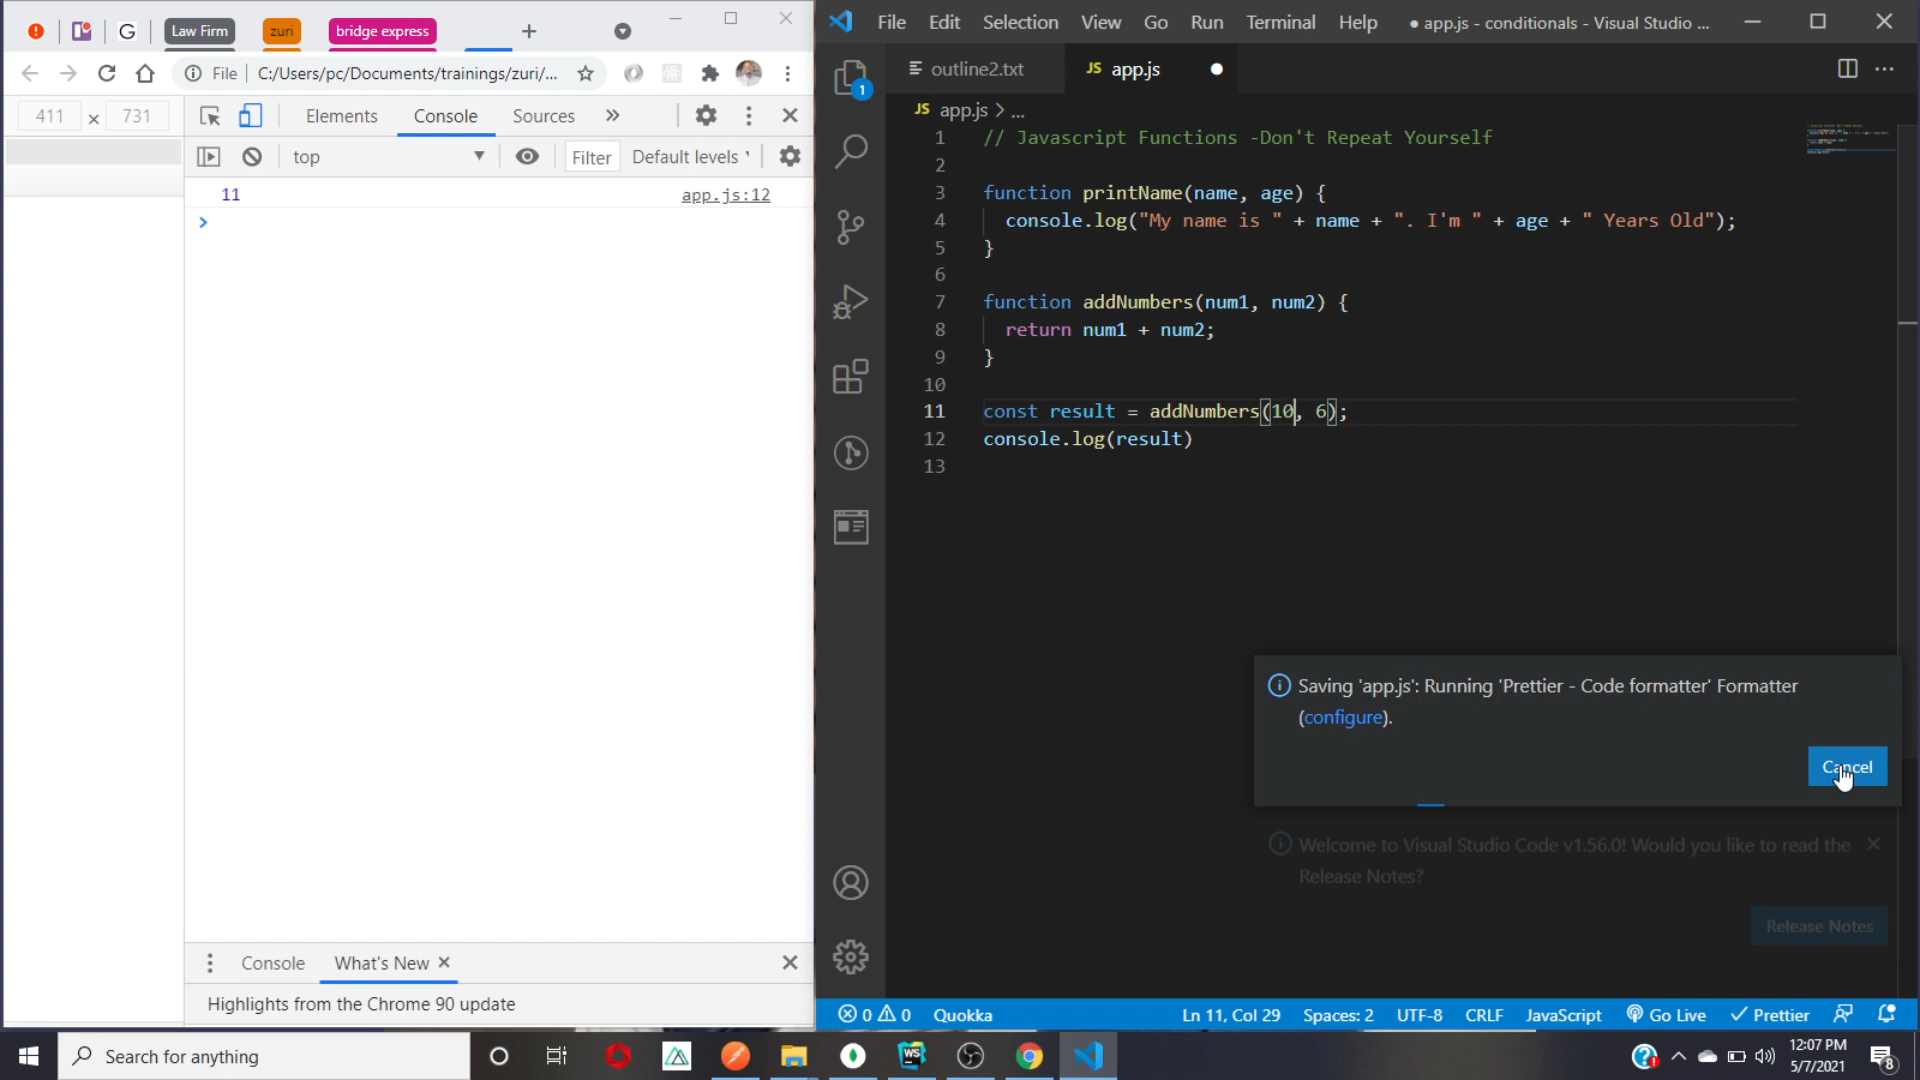 Law Firm
zuri
bridge express
File
C:/Users/pc/Documents/trainings/zuri/...
411 × 731
Elements
Console
Sources
top
Filter
Default levels
11
app.js:12
Console
What's New
Highlights from the Chrome 90 update
File Edit Selection View Go Run Terminal Help
● app.js - conditionals - Visual Studio ...
1
outline2.txt
JS app.js
JS app.js > ...
1 // Javascript Functions -Don't Repeat Yourself
2
3 function printName(name, age) {
4 console.log("My name is " + name + ". I'm " + age + " Years Old");
5 }
6
7 function addNumbers(num1, num2) {
8 return num1 + num2;
9 }
10
11 const result = addNumbers(10, 6);
12 console.log(result)
13
Saving 'app.js': Running 'Prettier - Code formatter' Formatter
(configure).
Cancel
Welcome to Visual Studio Code v1.56.0! Would you like to read the
Release Notes?
Release Notes
0 0 Quokka
Ln 11, Col 29 Spaces: 2 UTF-8 CRLF JavaScript Go Live Prettier
Search for anything
WS
12:07 PM
5/7/2021
8